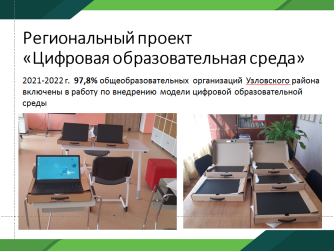 Региональный проект
«Цифровая образовательная среда»
2021-2022 г. 97,8% общеобразовательных организаций Узловского района
включены в работу по внедрению модели цифровой образовательной
среды